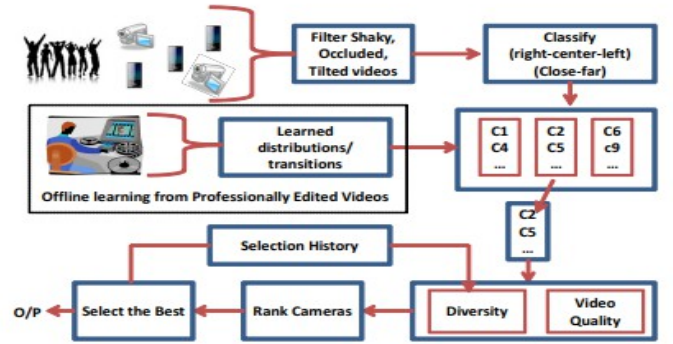 Filter Shaky,
Occluded,
Tilted videos
Classify
(right-center-left)
(Close-far)
Learned
distributions/
transitions
Offline learning from Professionally Edited Videos
C1
C4
...
C2
C5
...
C6
c9
...
C2
C5
...
Selection History
O/P
Select the Best
Rank Cameras
Diversity
Video
Quality